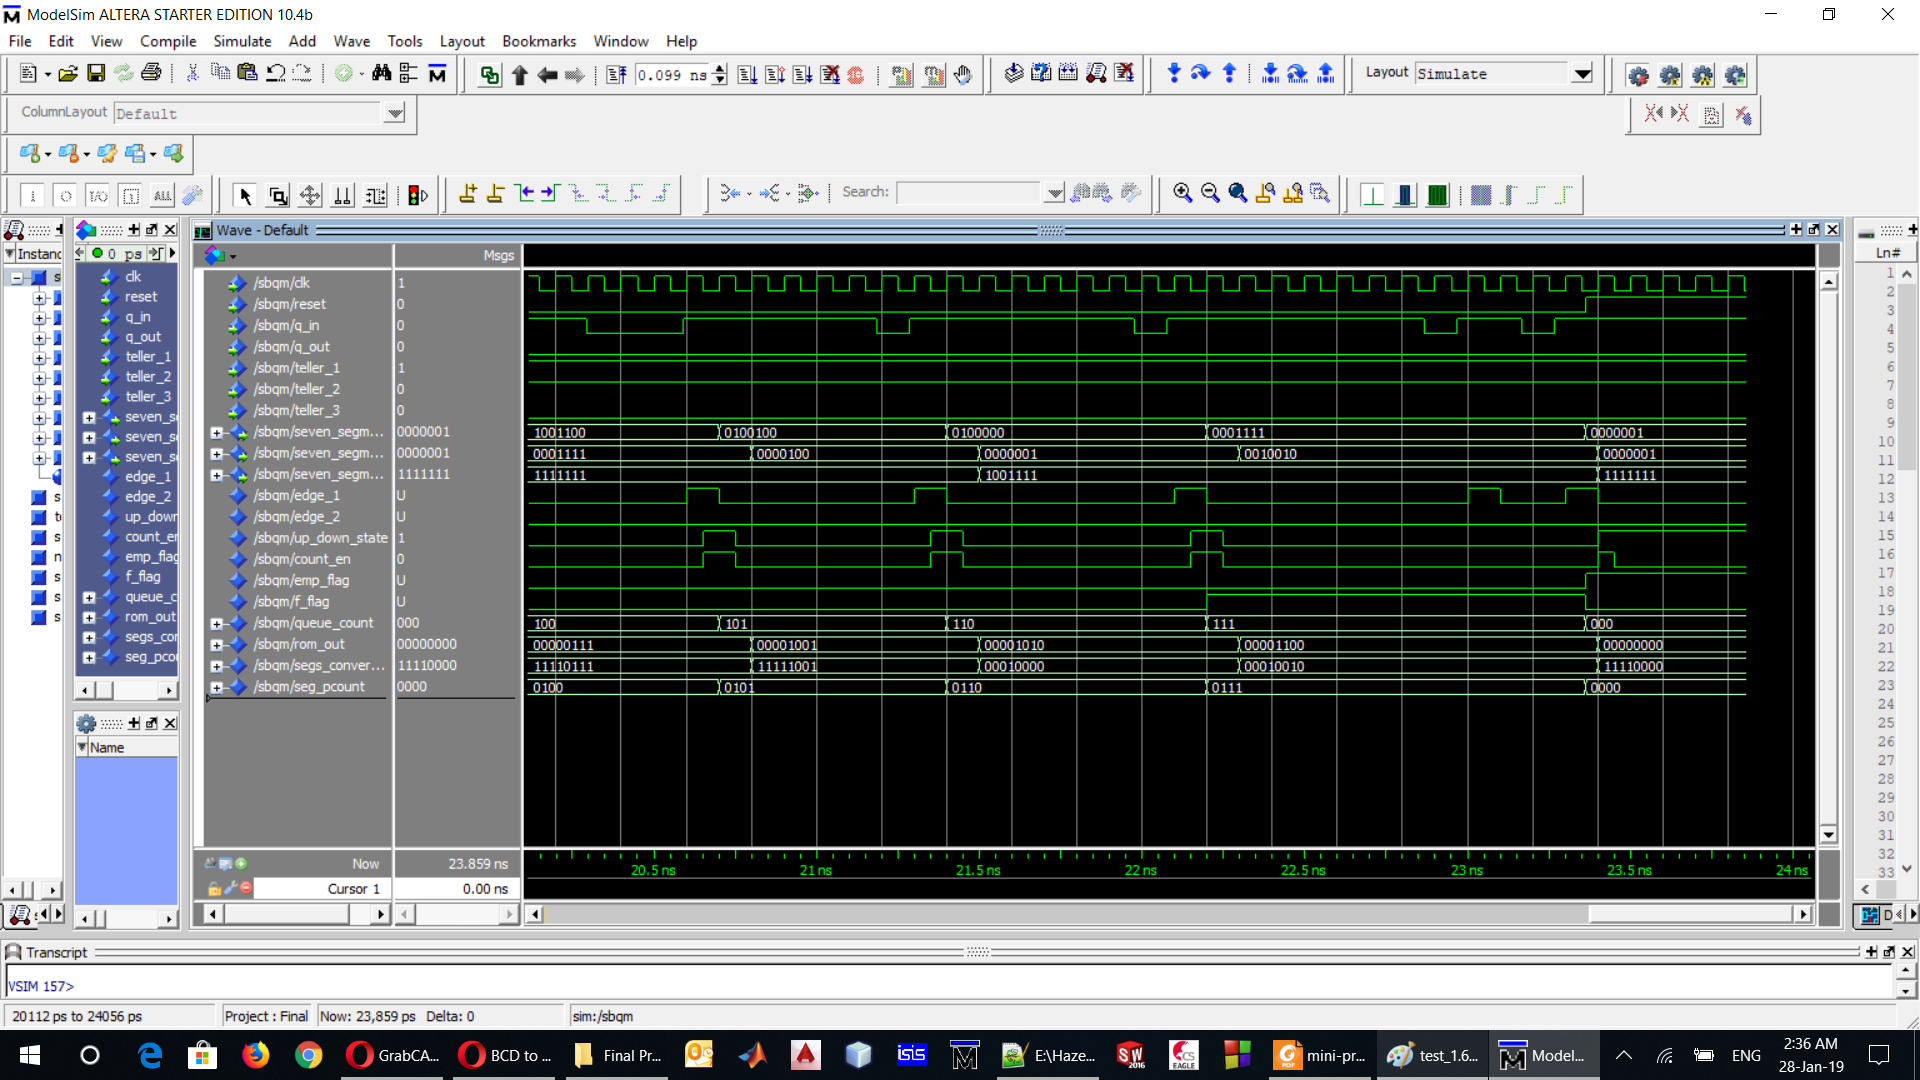 ModelSim ALTERA STARTER EDITION 10.4b
File Edit View Compile Simulate Add Wave Tools Layout Bookmarks Window Help
0.099 ns
Layout Simulate
ColumnLayout Default
ALL
Search:
Instanc
0 ps
clk
reset
q_in
q_out
teller_1
teller_2
teller_3
seven_s
seven_s
seven_s
edge_1
edge_2
up_down
count_er
emp_flag
f_flag
queue_c
rom_out
segs_cor
seg_pcou
Name
Wave - Default
Msgs
/sbqm/clk 1
/sbqm/reset 0
/sbqm/q_in 0
/sbqm/q_out 0
/sbqm/teller_1 1
/sbqm/teller_2 0
/sbqm/teller_3 0
/sbqm/seven_segm... 0000001 1001100 0100100 0100000 0001111 0000001
/sbqm/seven_segm... 0000001 0001111 0000100 0000001 0010010 0000001
/sbqm/seven_segm... 1111111 1111111 1001111 1111111
/sbqm/edge_1 U
/sbqm/edge_2 U
/sbqm/up_down_state 1
/sbqm/count_en 0
/sbqm/emp_flag U
/sbqm/f_flag U
/sbqm/queue_count 000 100 101 110 111 000
/sbqm/rom_out 00000000 00000111 00001001 00001010 00001100 00000000
/sbqm/segs_conver... 11110000 11110111 11111001 00010000 00010010 11110000
/sbqm/seg_pcount 0000 0100 0101 0110 0111 0000
Now 23.859 ns
20.5 ns 21 ns 21.5 ns 22 ns 22.5 ns 23 ns 23.5 ns 24 ns
Cursor 1 0.00 ns
Ln#
1
2
3
4
5
6
7
8
9
10
11
12
13
14
15
16
17
18
19
20
21
22
23
24
25
26
27
28
29
30
31
32
33
Transcript
VSIM 157>
20112 ps to 24056 ps Project : Final Now: 23,859 ps Delta: 0 sim:/sbqm
GrabCA... BCD to ... Final Pr... isis E:\Haze... SW 2016 CS EAGLE PDF mini-pr... test_1.6... Model... ENG 2:36 AM
28-Jan-19